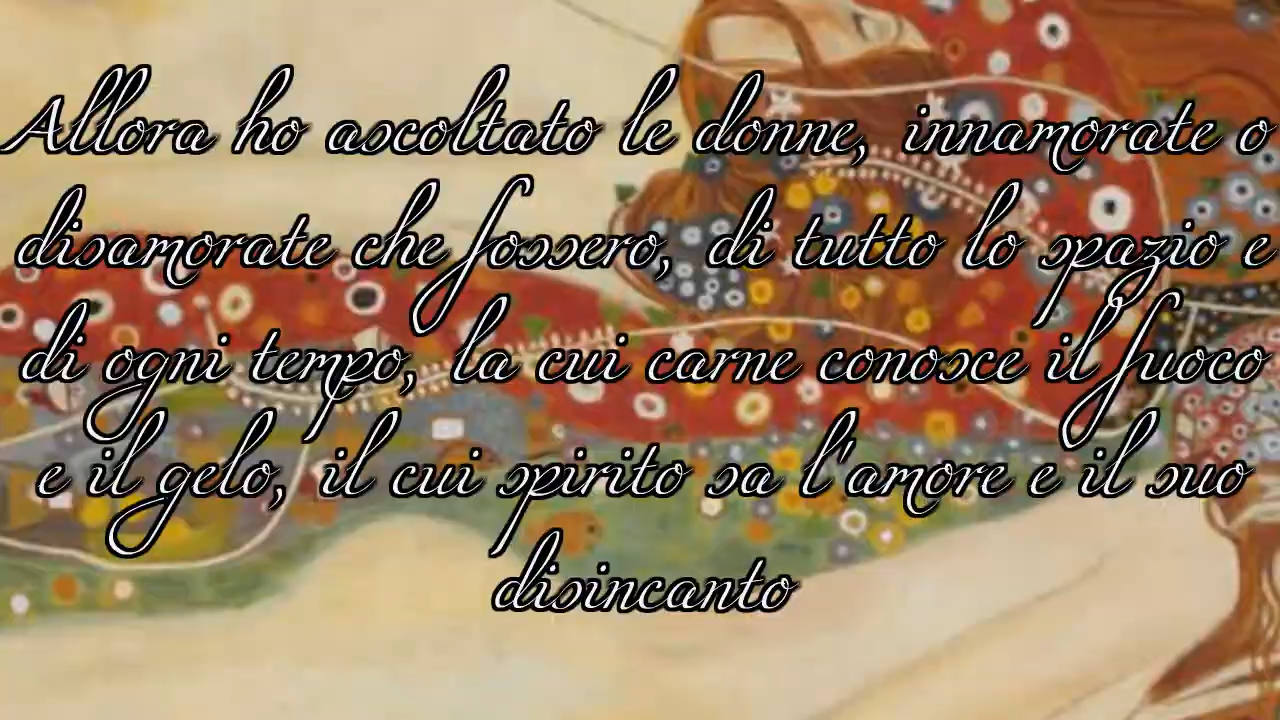 Allora ho ascoltato le donne, innamorate o
disamorate che fossero, di tutto lo spazio e
di ogni tempo, la cui carne conosce il fuoco
e il gelo, il cui spirito sa l'amore e il suo
disincanto